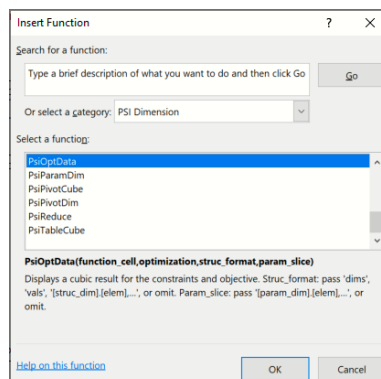 Insert Function
?
Search for a function:
Type a brief description of what you want to do and then click Go
Go
Or select a category:
PSI Dimension
Select a function:
PsiOptData
PsiParamDim
PsiPivotCube
PsiPivotDim
PsiReduce
PsiTableCube
PsiOptData(function_cell,optimization,struc_format,param_slice)
Displays a cubic result for the constraints and objective. Struc_format: pass 'dims',
'vals', '[struc_dim].[elem],...', or omit. Param_slice: pass '[param_dim].[elem],...', or
omit.
Help on this function
OK
Cancel